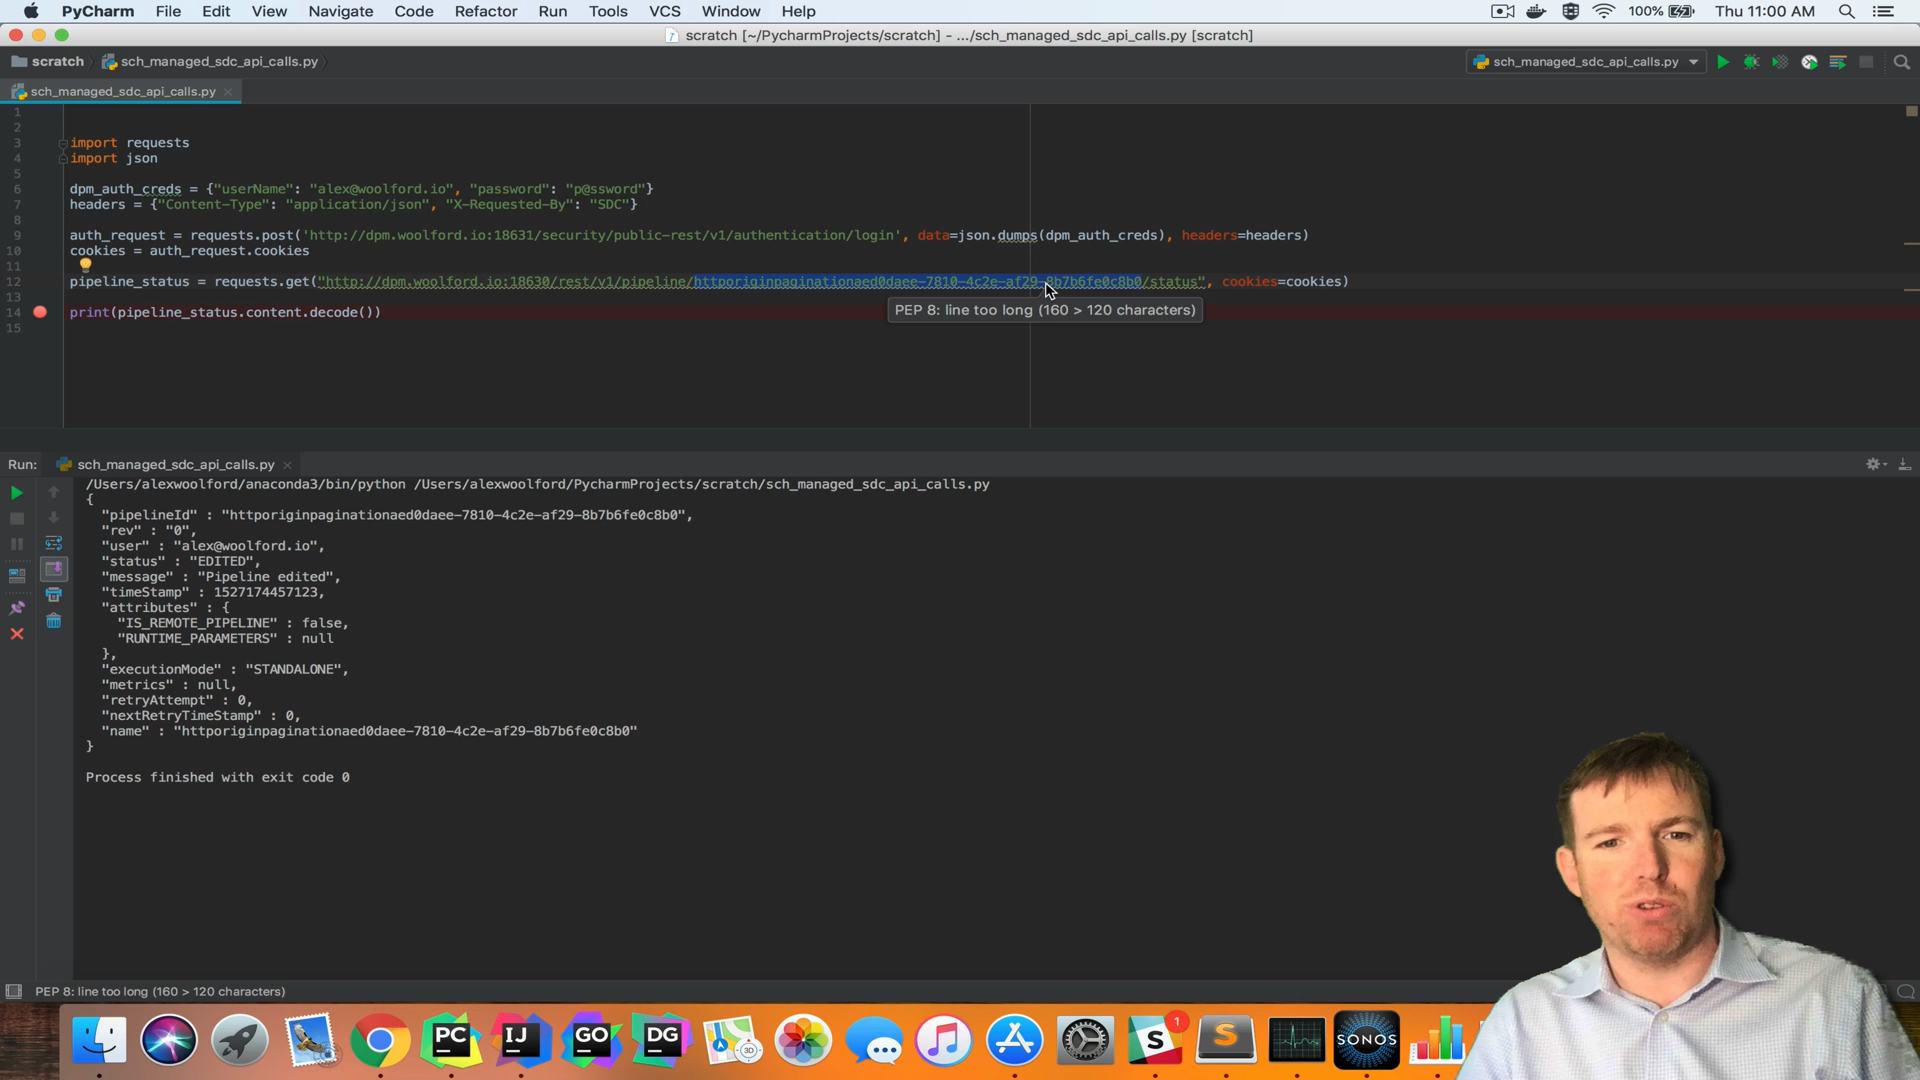 PyCharm File Edit View Navigate Code Refactor Run Tools VCS Window Help 100% Thu 11:00 AM
scratch [~/PycharmProjects/scratch] - .../sch_managed_sdc_api_calls.py [scratch]
scratch sch_managed_sdc_api_calls.py sch_managed_sdc_api_calls.py
sch_managed_sdc_api_calls.py
1
2
3 import requests
4 import json
5
6 dpm_auth_creds = {"userName": "alex@woolford.io", "password": "p@ssword"}
7 headers = {"Content-Type": "application/json", "X-Requested-By": "SDC"}
8
9 auth_request = requests.post('http://dpm.woolford.io:18631/security/public-rest/v1/authentication/login', data=json.dumps(dpm_auth_creds), headers=headers)
10 cookies = auth_request.cookies
11
12 pipeline_status = requests.get("http://dpm.woolford.io:18630/rest/v1/pipeline/httporiginpaginationaed0daee-7810-4c2e-af29-8b7b6fe0c8b0/status", cookies=cookies)
13
PEP 8: line too long (160 > 120 characters)
14 print(pipeline_status.content.decode())
15
Run: sch_managed_sdc_api_calls.py
/Users/alexwoolford/anaconda3/bin/python /Users/alexwoolford/PycharmProjects/scratch/sch_managed_sdc_api_calls.py
{
"pipelineId" : "httporiginpaginationaed0daee-7810-4c2e-af29-8b7b6fe0c8b0",
"rev" : "0",
"user" : "alex@woolford.io",
"status" : "EDITED",
"message" : "Pipeline edited",
"timeStamp" : 1527174457123,
"attributes" : {
"IS_REMOTE_PIPELINE" : false,
"RUNTIME_PARAMETERS" : null
},
"executionMode" : "STANDALONE",
"metrics" : null,
"retryAttempt" : 0,
"nextRetryTimeStamp" : 0,
"name" : "httporiginpaginationaed0daee-7810-4c2e-af29-8b7b6fe0c8b0"
}
Process finished with exit code 0
PEP 8: line too long (160 > 120 characters)
PC IJ GO DG 3D S 1 S SONOS